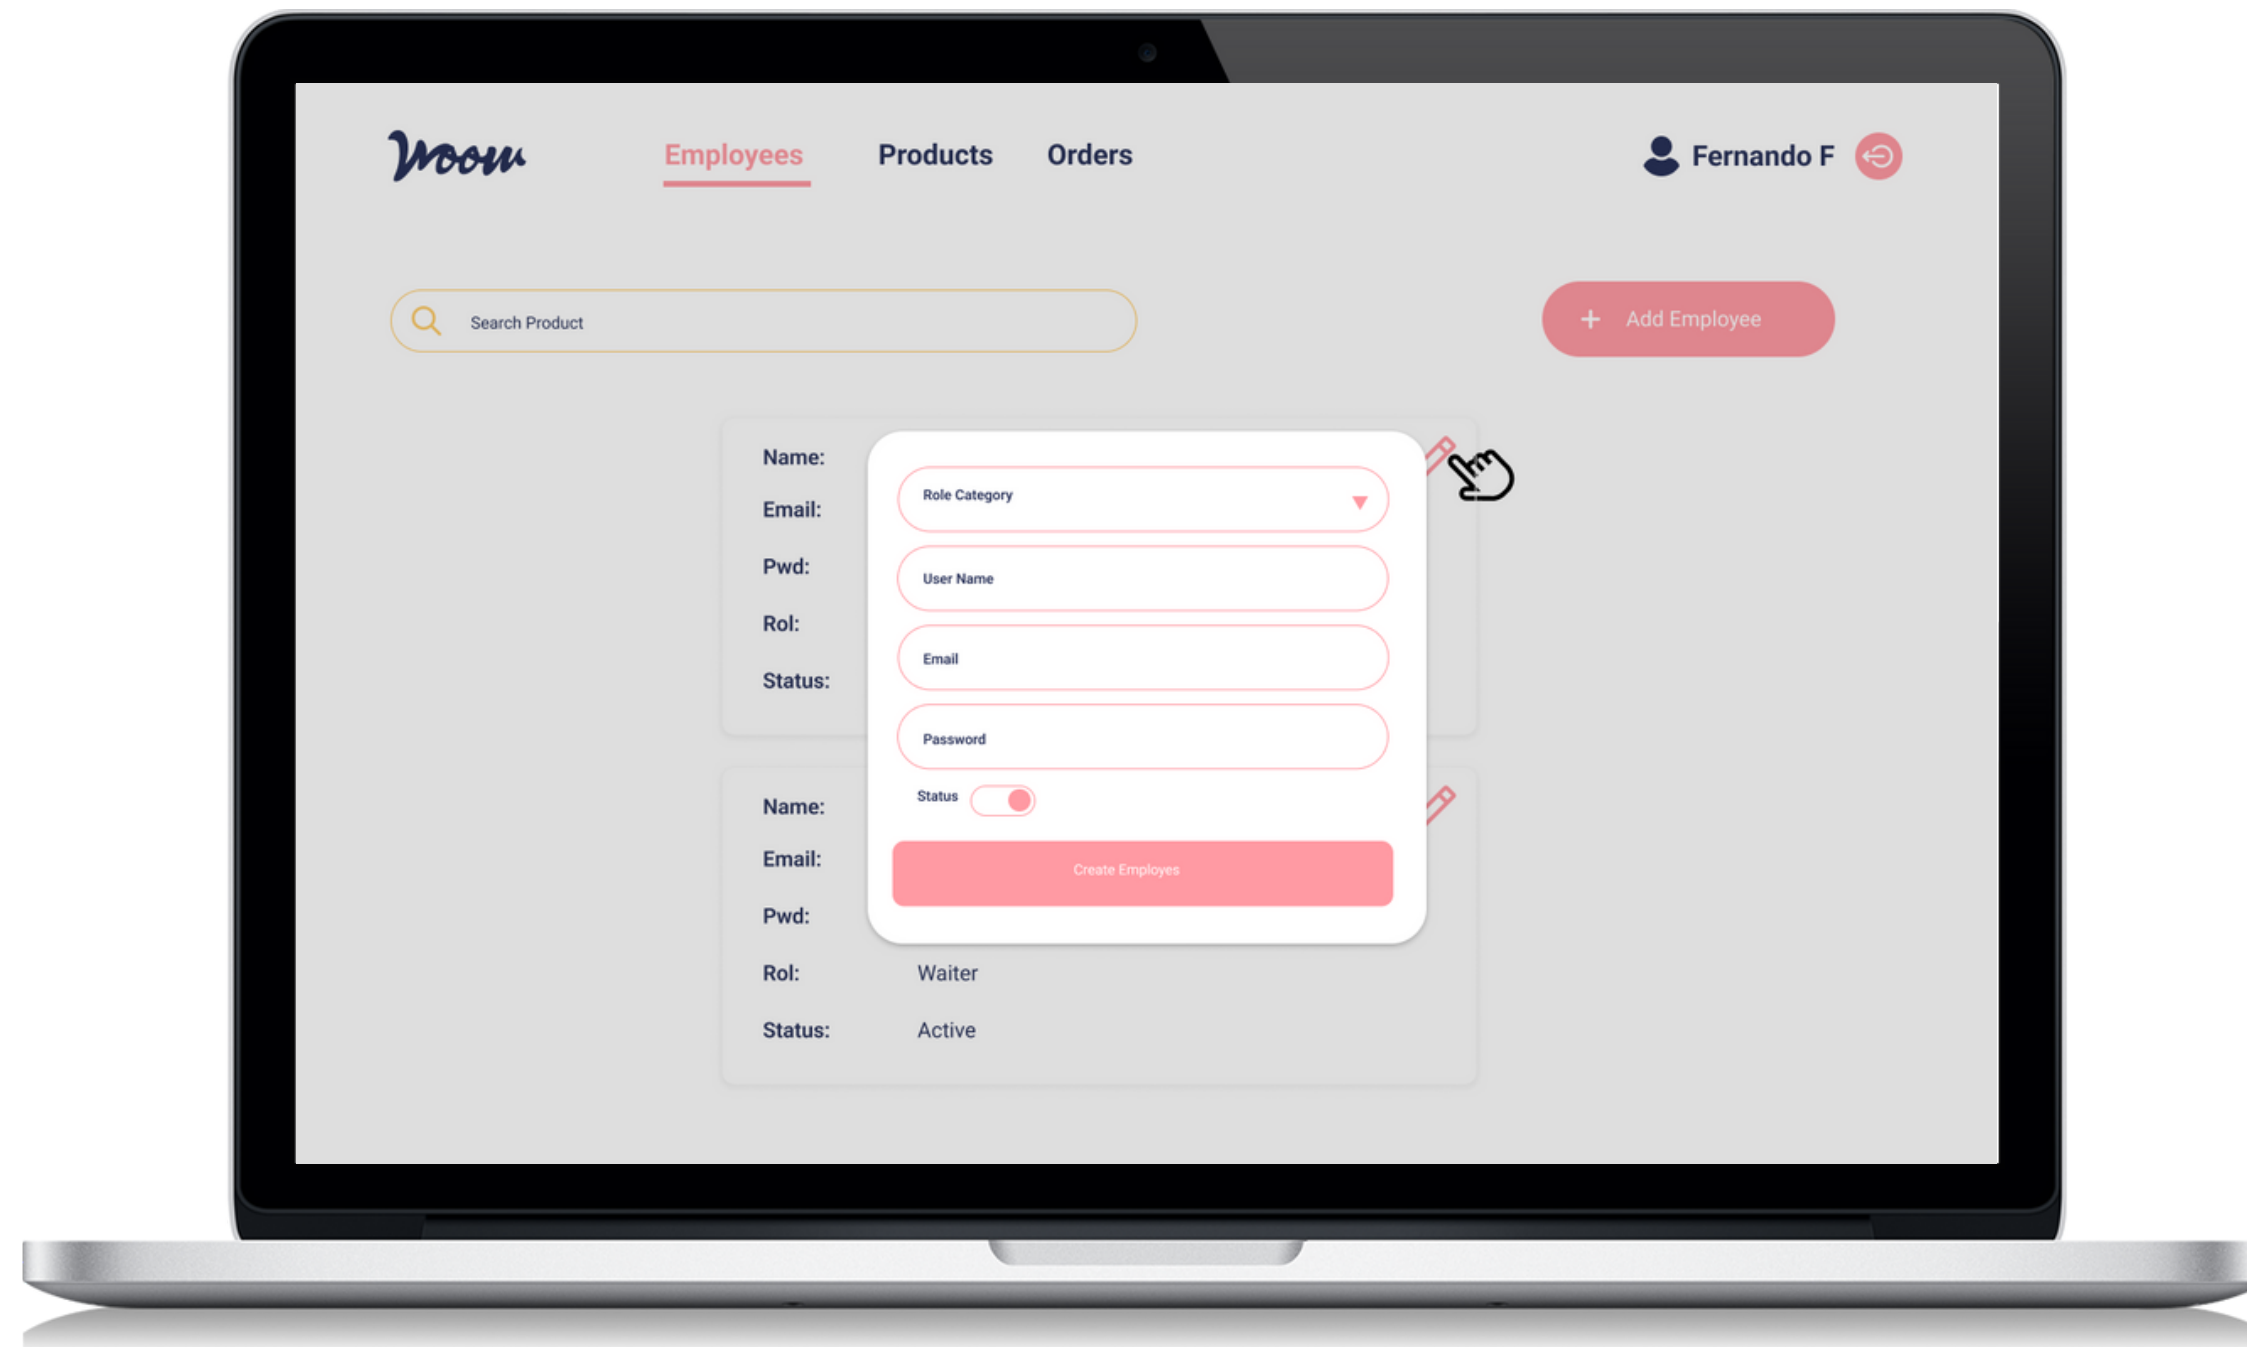 Woow
Employees Products Orders
Fernando F
Search Product
+ Add Employee
Name:
Email:
Pwd:
Rol:
Status:
Role Category
User Name
Email
Password
Status
Create Employes
Name:
Email:
Pwd:
Rol: Waiter
Status: Active